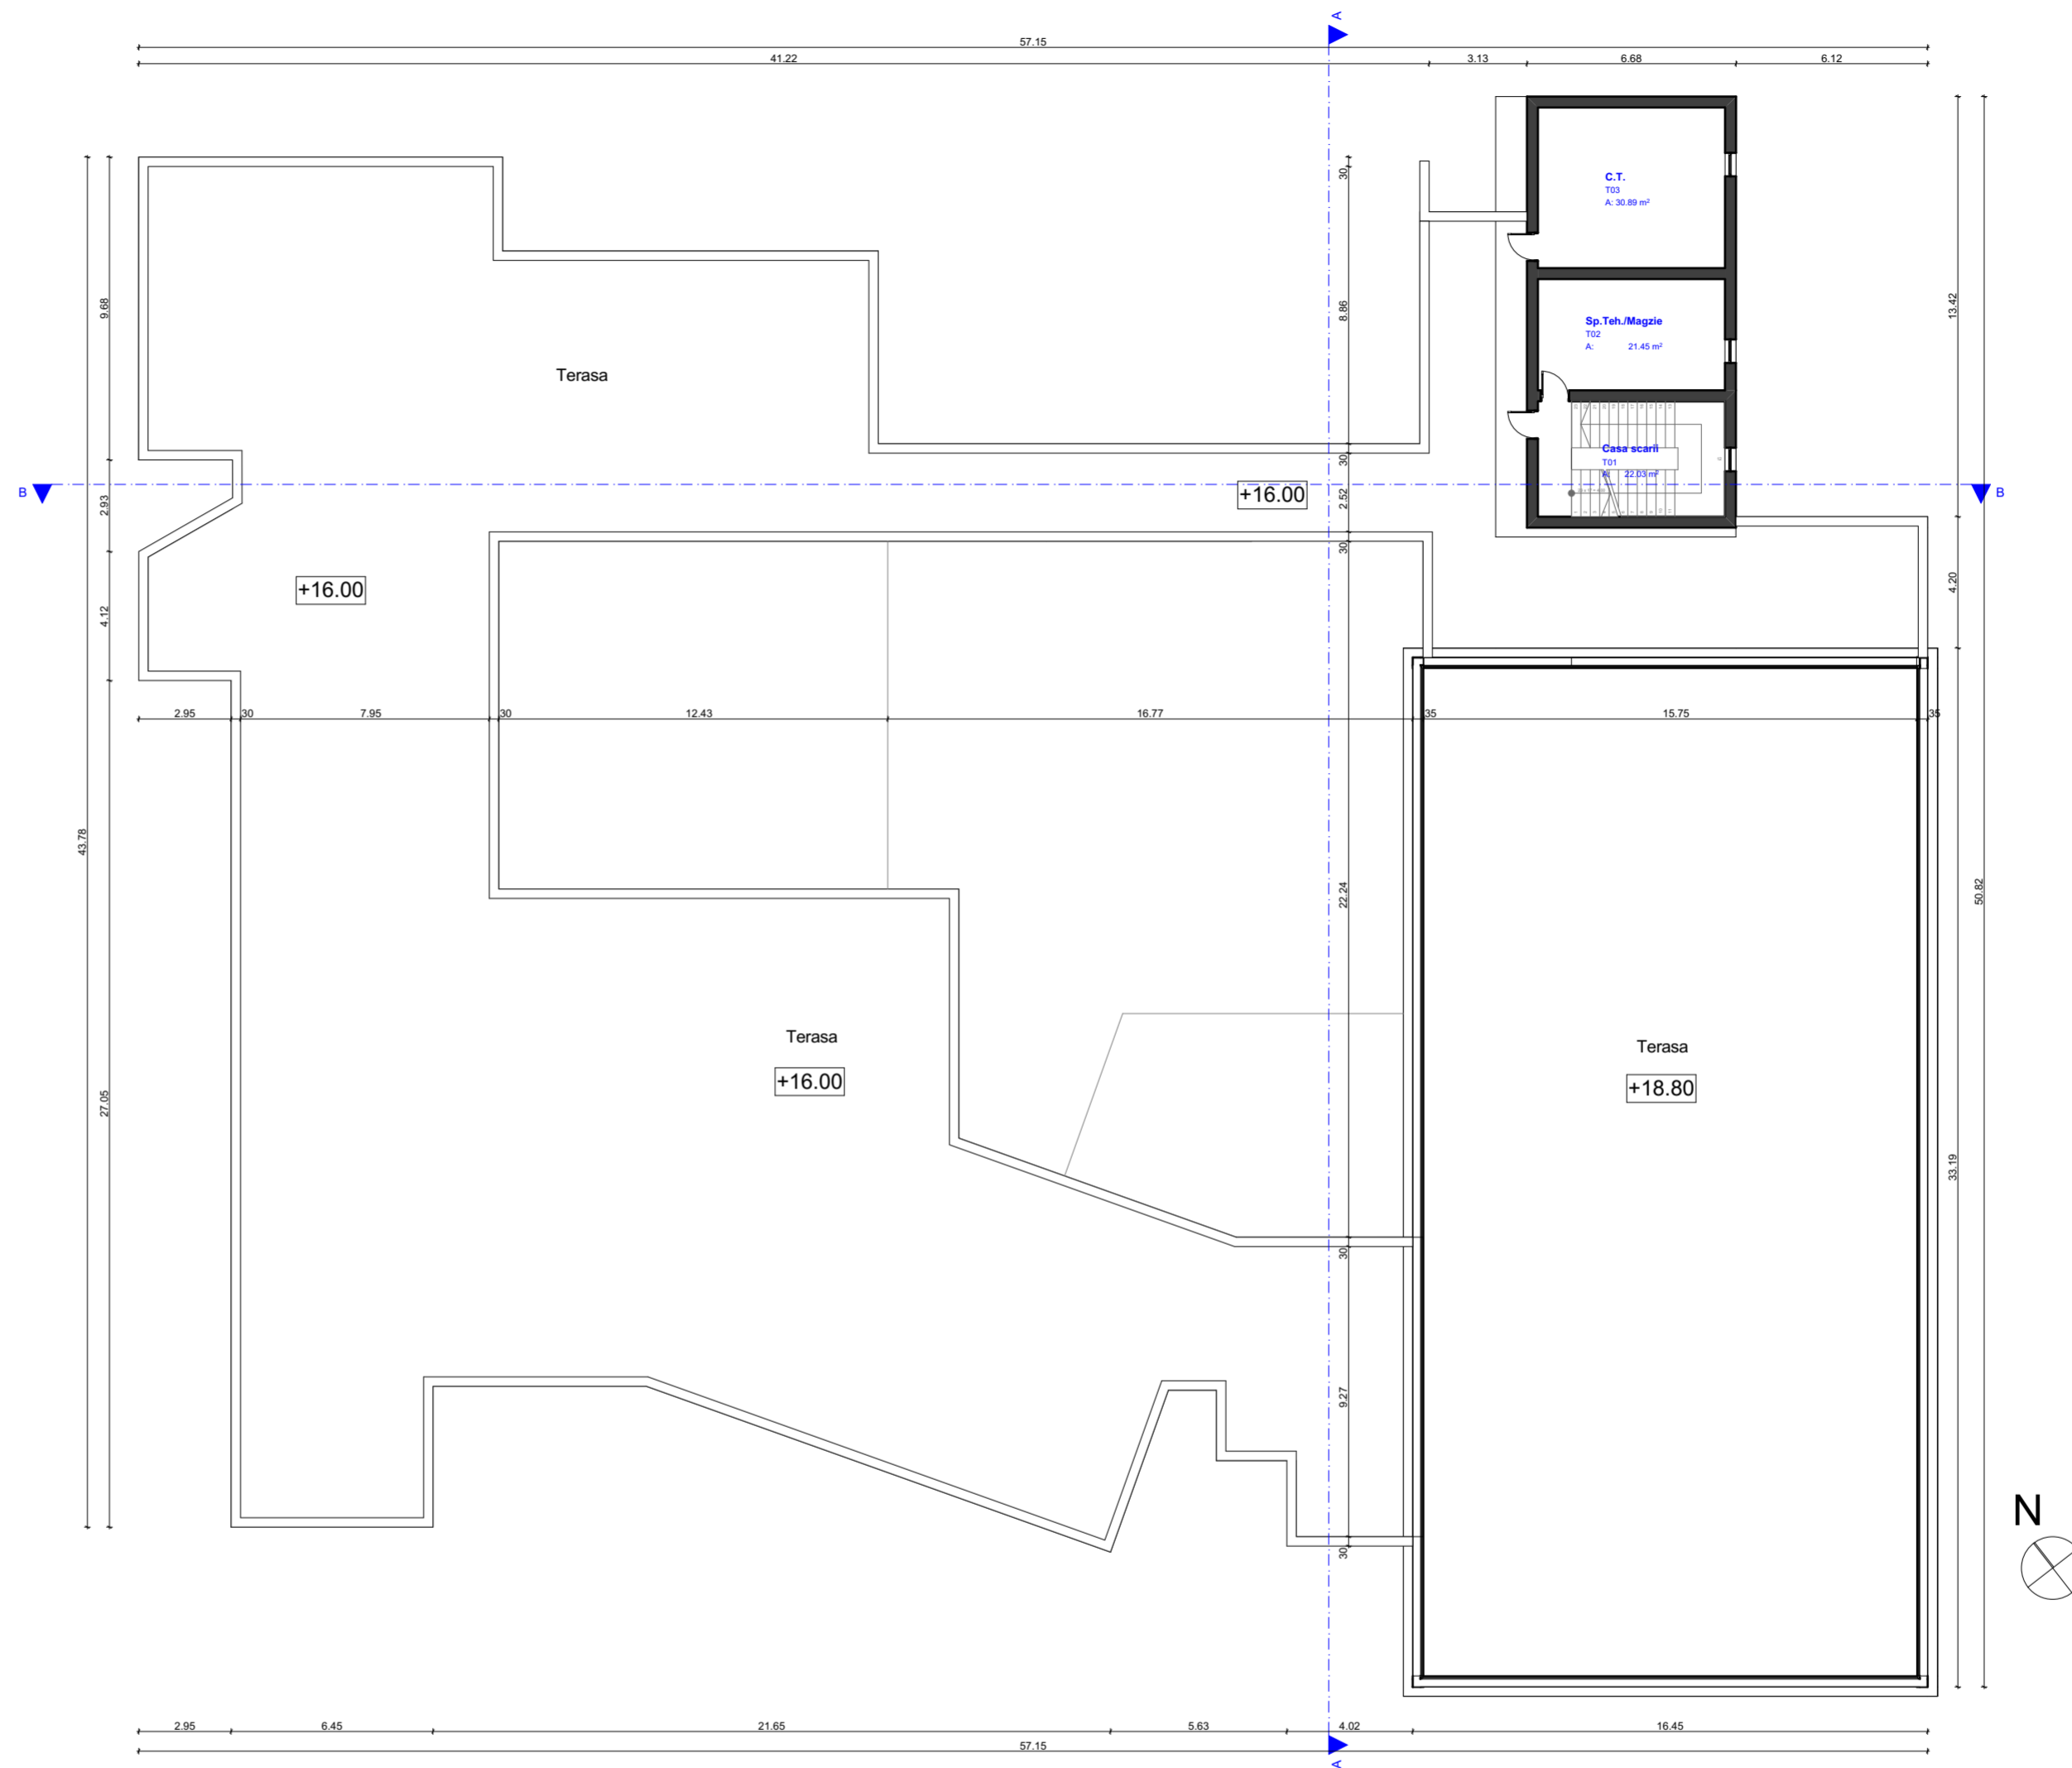 A
57.15
41.22
3.13
6.68
6.12
30
C.T.
T03
A: 30.89 m²
9.68
8.86
13.42
Sp.Teh./Magzie
T02
A: 21.45 m²
Terasa
Casa scarii
T01
A: 22.03 m²
30
B
+16.00
2.52
2.93
B
30
+16.00
4.12
4.20
2.95
30
7.95
30
12.43
16.77
35
15.75
35
43.78
22.24
50.82
Terasa
+16.00
Terasa
+18.80
27.05
33.19
30
9.27
N
30
2.95
6.45
21.65
5.63
4.02
16.45
57.15
A